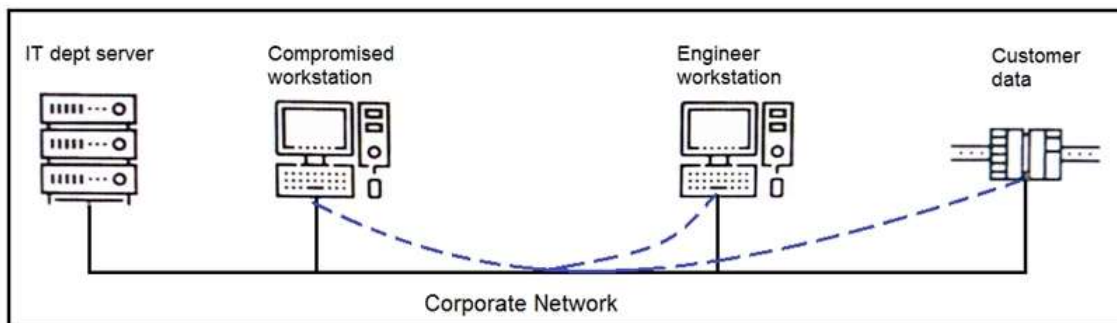 IT dept server
Compromised
workstation
Engineer
workstation
Customer
data
Corporate Network